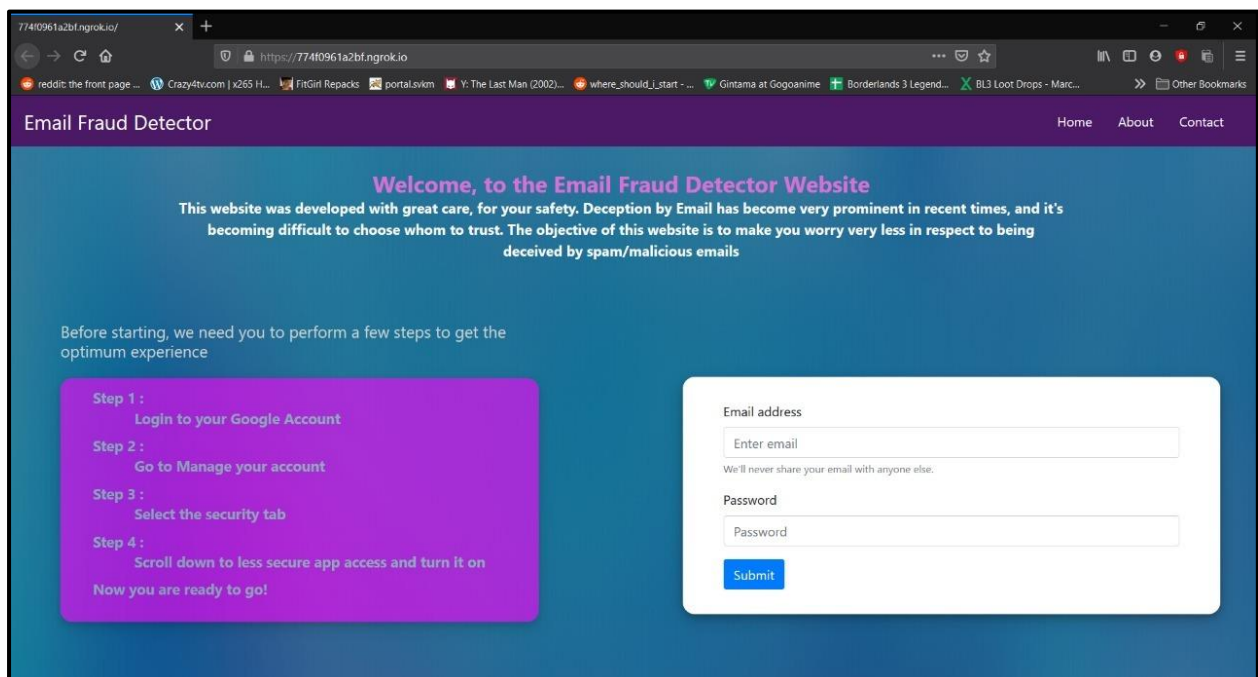 774f0961a2bf.ngrok.io/
https://774f0961a2bf.ngrok.io
reddit: the front page ... Crazy4tv.com | x265 H... FitGirl Repacks portal.svkm Y: The Last Man (2002)... where_should_i_start - ... Gintama at Gogoanime Borderlands 3 Legend... BL3 Loot Drops - Marc... Other Bookmarks
Email Fraud Detector Home About Contact
Welcome, to the Email Fraud Detector Website
This website was developed with great care, for your safety. Deception by Email has become very prominent in recent times, and it's
becoming difficult to choose whom to trust. The objective of this website is to make you worry very less in respect to being
deceived by spam/malicious emails
Before starting, we need you to perform a few steps to get the
optimum experience
Step 1 :
Login to your Google Account
Step 2 :
Go to Manage your account
Step 3 :
Select the security tab
Step 4 :
Scroll down to less secure app access and turn it on
Now you are ready to go!
Email address
Enter email
We'll never share your email with anyone else.
Password
Password
Submit